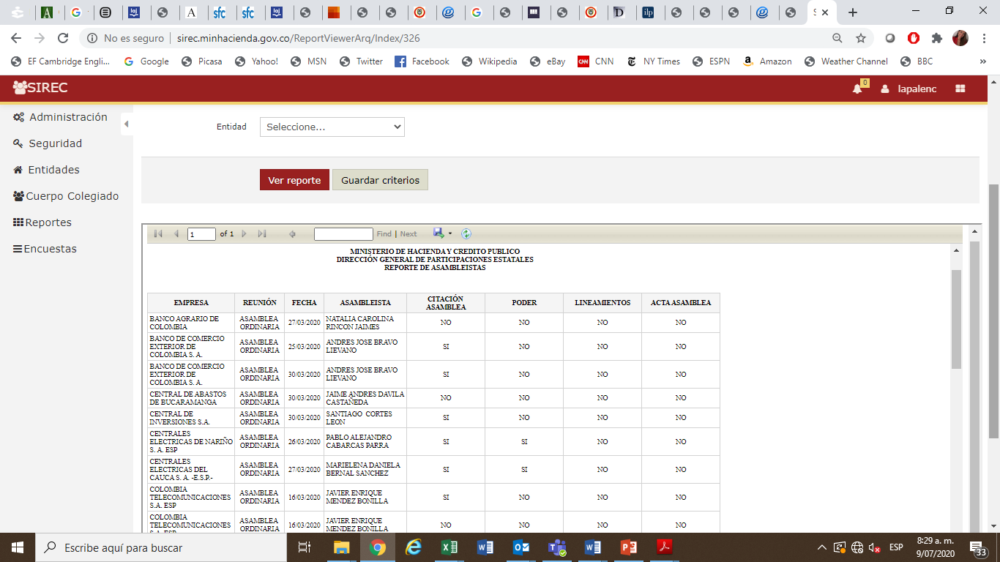 No es seguro | sirec.minhacienda.gov.co/ReportViewerArq/Index/326
EF Cambridge Engli... Google Picasa Yahoo! MSN Twitter Facebook Wikipedia eBay CNN NY Times ESPN Amazon Weather Channel BBC »
SIREC 0 lapalenc
Administración
Seguridad
Entidades
Cuerpo Colegiado
Reportes
Encuestas
Entidad Seleccione...
Ver reporte Guardar criterios
1 of 1 Find | Next
MINISTERIO DE HACIENDA Y CREDITO PUBLICO
DIRECCIÓN GENERAL DE PARTICIPACIONES ESTATALES
REPORTE DE ASAMBLEISTAS
EMPRESA REUNIÓN FECHA ASAMBLEISTA CITACIÓN ASAMBLEA PODER LINEAMIENTOS ACTA ASAMBLEA
BANCO AGRARIO DE COLOMBIA ASAMBLEA ORDINARIA 27/03/2020 NATALIA CAROLINA RINCON JAIMES NO NO NO NO
BANCO DE COMERCIO EXTERIOR DE COLOMBIA S. A. ASAMBLEA ORDINARIA 25/03/2020 ANDRES JOSE BRAVO LIEVANO SI NO NO NO
BANCO DE COMERCIO EXTERIOR DE COLOMBIA S. A. ASAMBLEA ORDINARIA 30/03/2020 ANDRES JOSE BRAVO LIEVANO SI NO NO NO
CENTRAL DE ABASTOS DE BUCARAMANGA ASAMBLEA ORDINARIA 30/03/2020 JAIME ANDRES DAVILA CASTAÑEDA NO NO NO NO
CENTRAL DE INVERSIONES S.A. ASAMBLEA ORDINARIA 30/03/2020 SANTIAGO CORTES LEON SI NO NO NO
CENTRALES ELECTRICAS DE NARIÑO S. A. ESP ASAMBLEA ORDINARIA 26/03/2020 PABLO ALEJANDRO CABARCAS PARRA SI SI NO NO
CENTRALES ELECTRICAS DEL CAUCA S. A. -E.S.P.- ASAMBLEA ORDINARIA 27/03/2020 MARIELENA DANIELA BERNAL SANCHEZ SI SI NO NO
COLOMBIA TELECOMUNICACIONES S.A. ESP ASAMBLEA ORDINARIA 16/03/2020 JAVIER ENRIQUE MENDEZ BONILLA SI NO NO NO
COLOMBIA TELECOMUNICACIONES S.A. ESP ASAMBLEA ORDINARIA 16/03/2020 JAVIER ENRIQUE MENDEZ BONILLA NO NO NO NO
Escribe aquí para buscar
ESP
8:29 a. m.
9/07/2020
33